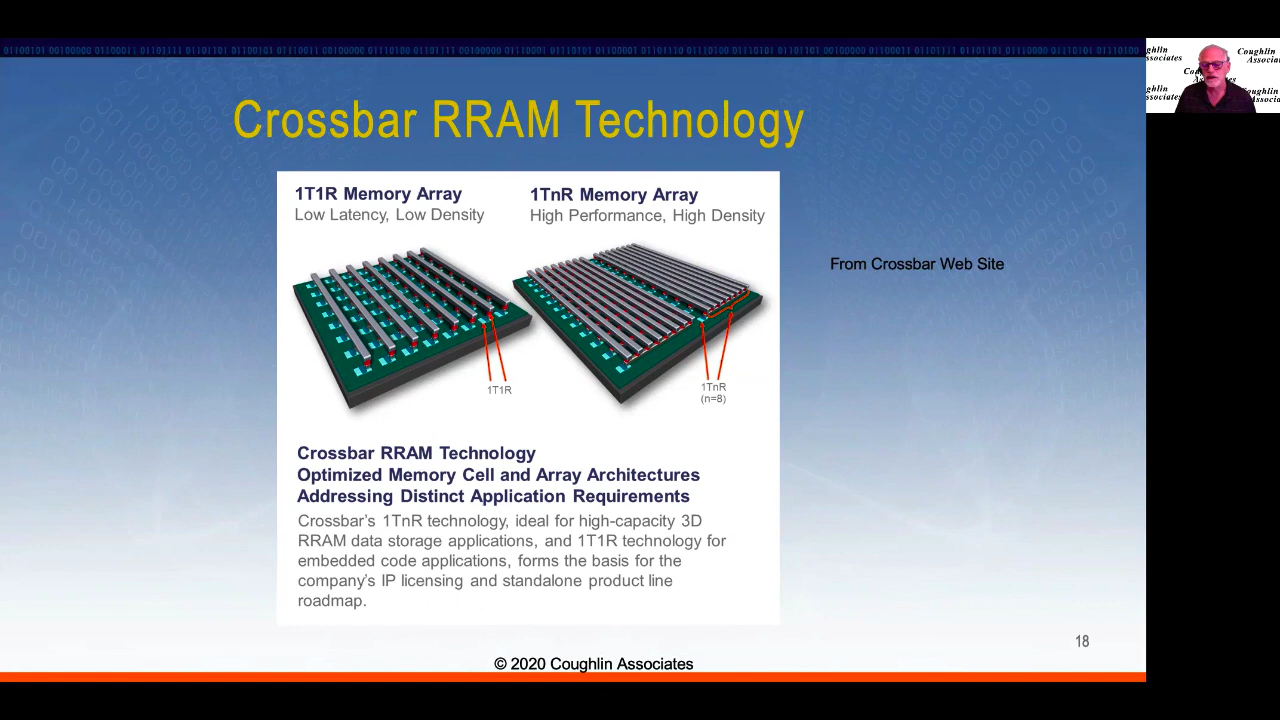 Crossbar RRAM Technology
1T1R Memory Array
Low Latency, Low Density
1TnR Memory Array
High Performance, High Density
1T1R
1TnR
(n=8)
From Crossbar Web Site
Crossbar RRAM Technology
Optimized Memory Cell and Array Architectures
Addressing Distinct Application Requirements
Crossbar's 1TnR technology, ideal for high-capacity 3D
RRAM data storage applications, and 1T1R technology for
embedded code applications, forms the basis for the
company's IP licensing and standalone product line
roadmap.
18
© 2020 Coughlin Associates
Coughlin
Associates